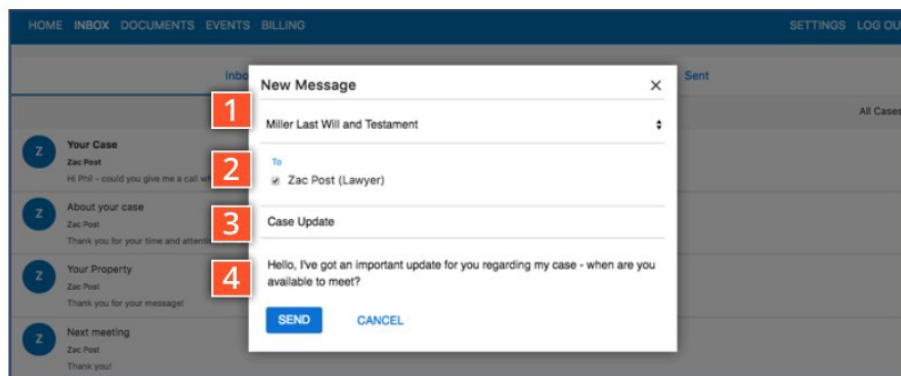 HOME INBOX DOCUMENTS EVENTS BILLING SETTINGS LOG OU
Inbo Sent
New Message
1
Miller Last Will and Testament
All Cases
2
To
Zac Post (Lawyer)
3
Case Update
4
Hello, I've got an important update for you regarding my case - when are you
available to meet?
SEND CANCEL
Z
Your Case
Zac Post
Hi Phil - could you give me a call wh
Z
About your case
Zac Post
Thank you for your time and attenti
Z
Your Property
Zac Post
Thank you for your message!
Z
Next meeting
Zac Post
Thank you!